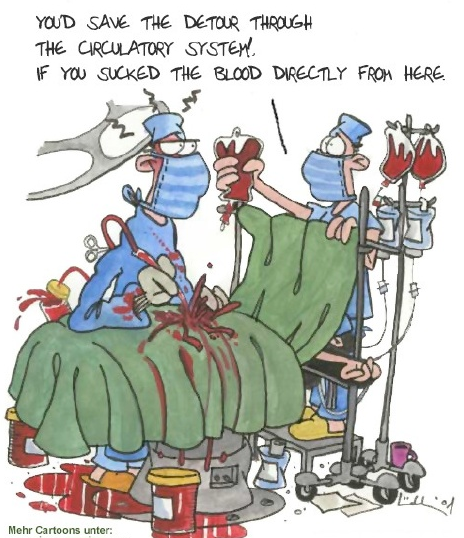 YOU'D SAVE THE DETOUR THROUGH
THE CIRCULATORY SYSTEM!
IF YOU SUCKED THE BLOOD DIRECTLY FROM HERE.
Mehr Cartoons unter: